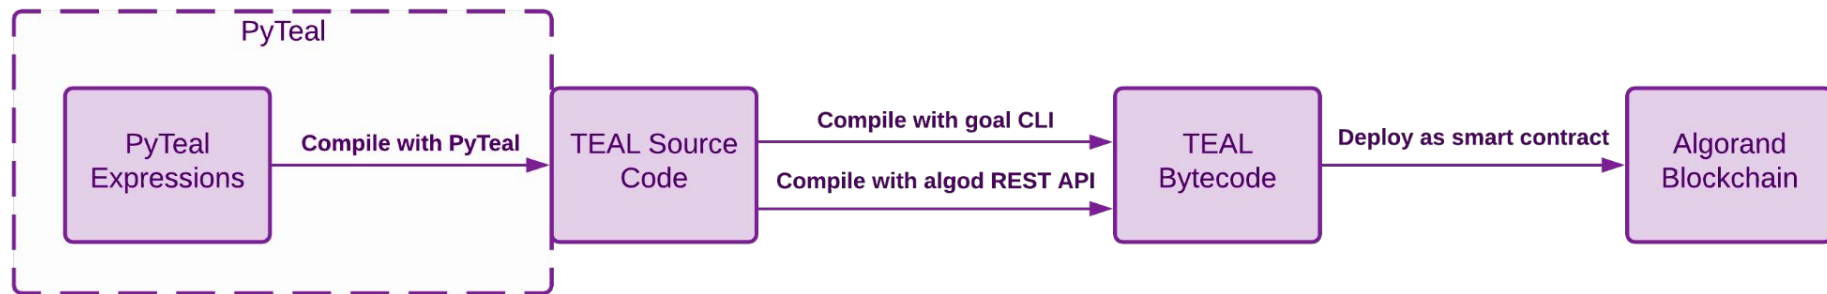 PyTeal
PyTeal
Expressions
Compile with PyTeal
TEAL Source
Code
Compile with goal CLI
Compile with algod REST API
TEAL
Bytecode
Deploy as smart contract
Algorand
Blockchain